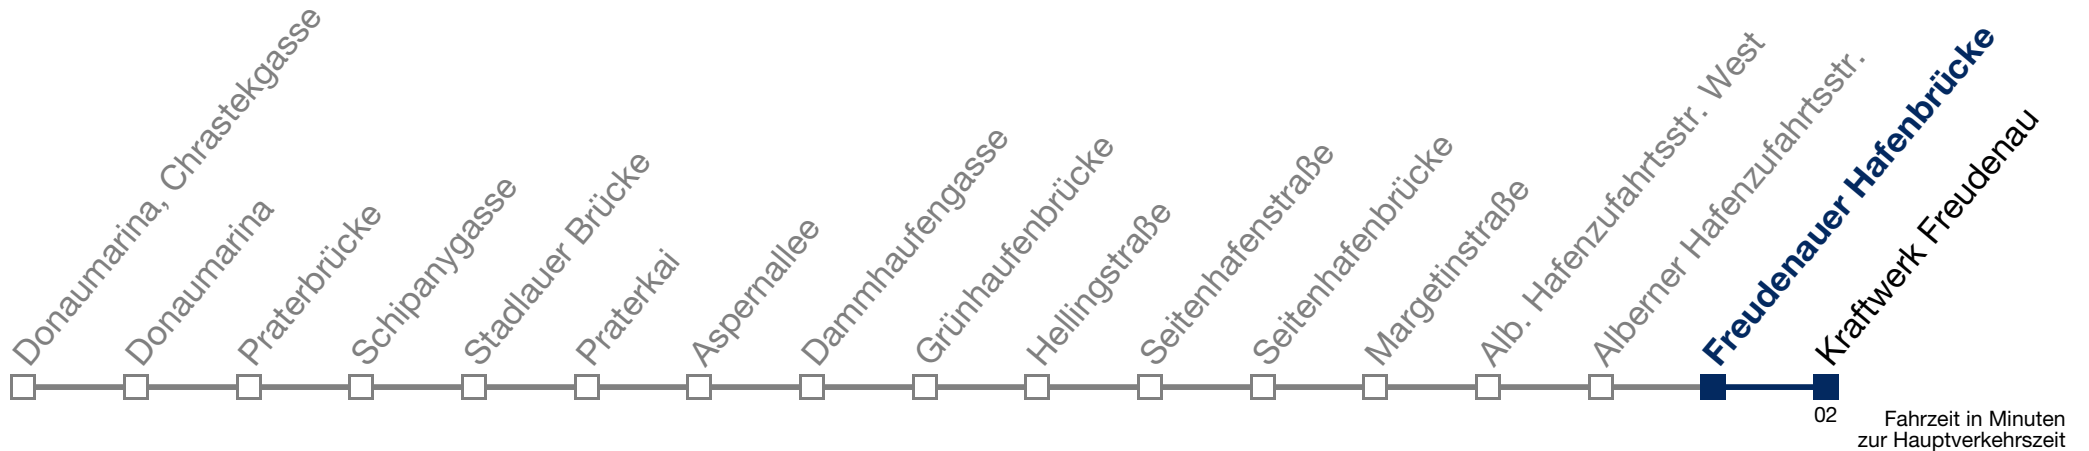 Donaumarina, Chrastekgasse
Donaumarina
Praterbrücke
Schipanygasse
Stadlauer Brücke
Praterkai
Aspernallee
Dammhaufengasse
Grünhaufenbrücke
Hellingstraße
Seitenhafenstraße
Seitenhafenbrücke
Margetinstraße
Alb. Hafenzufahrtsstr. West
Alberner Hafenzufahrtsstr.
Freudenauer Hafenbrücke
Kraftwerk Freudenau
02
Fahrzeit in Minuten
zur Hauptverkehrszeit